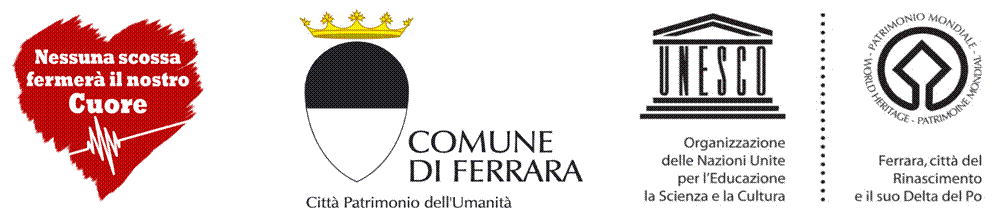 Nessuna scossa
fermerà il nostro
Cuore
COMUNE
DI FERRARA
Città Patrimonio dell'Umanità
UNESCO
Organizzazione
delle Nazioni Unite
per l'Educazione
la Scienza e la Cultura
PATRIMONIO MONDIALE • WORLD HERITAGE • PATRIMOINE MONDIAL •
Ferrara, città del
Rinascimento
e il suo Delta del Po